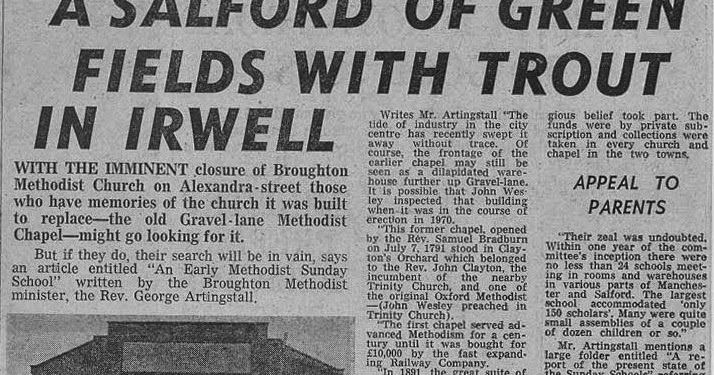 A SALFORD OF GREEN
FIELDS WITH TROUT
IN IRWELL
WITH THE IMMINENT closure of Broughton
Methodist Church on Alexandra-street those
who have memories of the church it was built
to replace—the old Gravel-lane Methodist
Chapel—might go looking for it.
But if they do, their search will be in vain, says
an article entitled "An Early Methodist Sunday
School" written by the Broughton Methodist
minister, the Rev. George Artingstall.
Writes Mr. Artingstall "The
tide of industry in the city
centre has recently swept it
away without trace. Of
course, the frontage of the
earlier chapel may still be
seen as a dilapidated ware-
house further up Gravel-lane.
It is possible that John Wes-
ley inspected that building
when it was in the course of
erection in 1970.
"This former chapel, opened
by the Rev. Samuel Bradburn
on July 7, 1791 stood in Clay-
ton's Orchard which belonged
to the Rev. John Clayton, the
incumbent of the nearby
Trinity Church, and one of
the original Oxford Methodist
—(John Wesley preached in
Trinity Church).
"The first chapel served ad-
vanced Methodism for a cen-
tury until it was bought for
£10,000 by the fast expand-
ing Railway Company.
"In 1891 the great suite of
gious belief took part. The
funds were by private sub-
scription and collections were
taken in every church and
chapel in the two towns.
APPEAL TO
PARENTS
"Their zeal was undoubted.
Within one year of the com-
mittee's inception there were
no less than 24 schools meet-
ing in rooms and warehouses
in various parts of Manches-
ter and Salford. The largest
school accommodated 'only
150 scholars'. Many were quite
small assemblies of a couple
of dozen children or so."
Mr. Artingstall mentions a
large folder entitled "A re-
port of the present state of
the Sunday Schools" referring